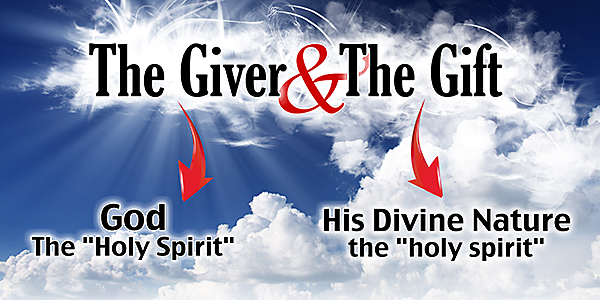 The Giver & The Gift
God
The "Holy Spirit"
His Divine Nature
the "holy spirit"